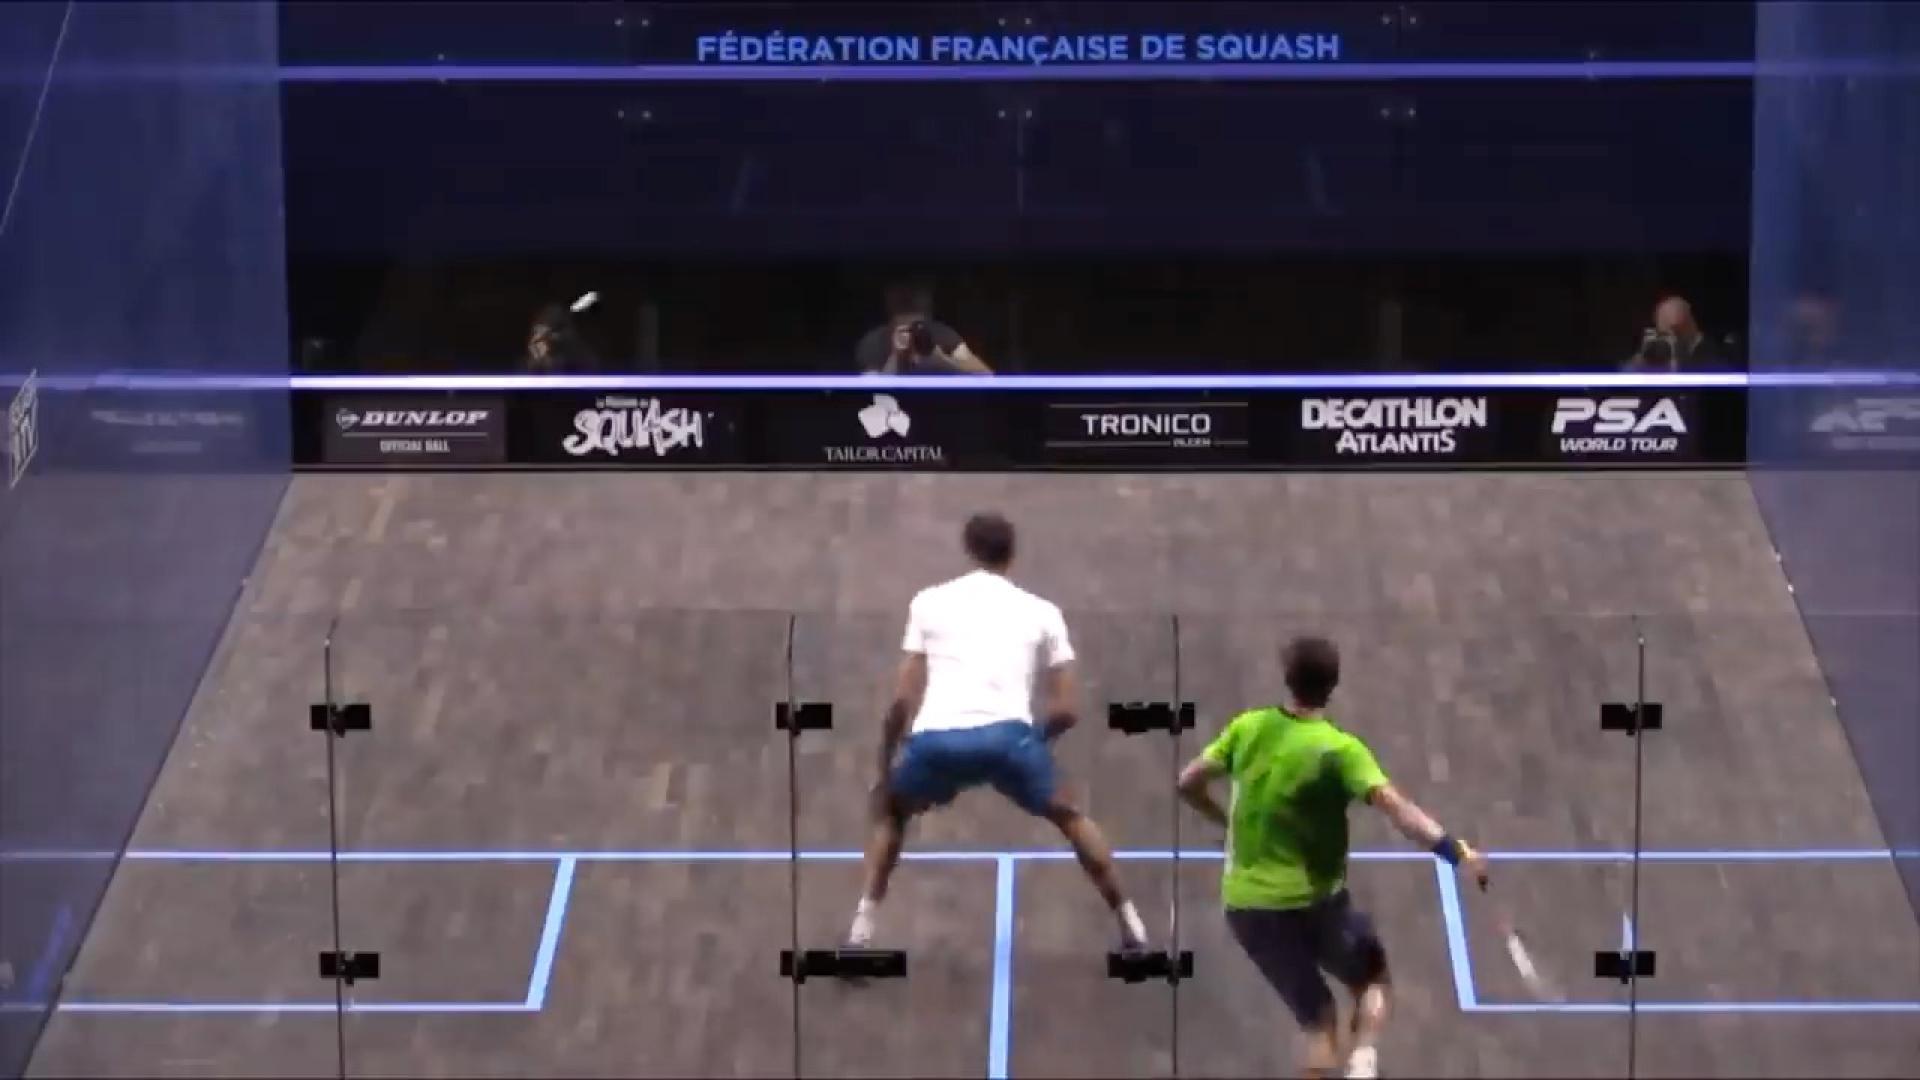 FÉDÉRATION FRANÇAISE DE SQUASH
DUNLOP
OFFICIAL BALL
SQUASH
TAILOR CAPITAL
TRONICO
DECATHLON
ATLANTIS
PSA
WORLD TOUR